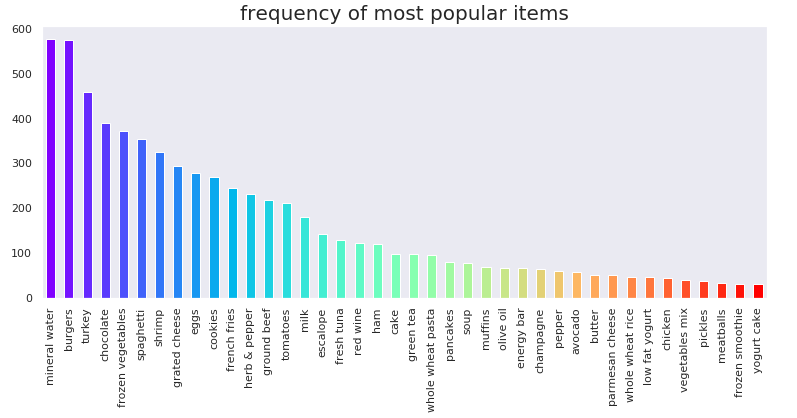 frequency of most popular items
600
500
400
300
200
100
0
mineral water
burgers
turkey
chocolate
frozen vegetables
spaghetti
shrimp
grated cheese
eggs
cookies
french fries
herb & pepper
ground beef
tomatoes
milk
escalope
fresh tuna
red wine
ham
cake
green tea
whole wheat pasta
pancakes
soup
muffins
olive oil
energy bar
champagne
pepper
avocado
butter
parmesan cheese
whole wheat rice
low fat yogurt
chicken
vegetables mix
pickles
meatballs
frozen smoothie
yogurt cake